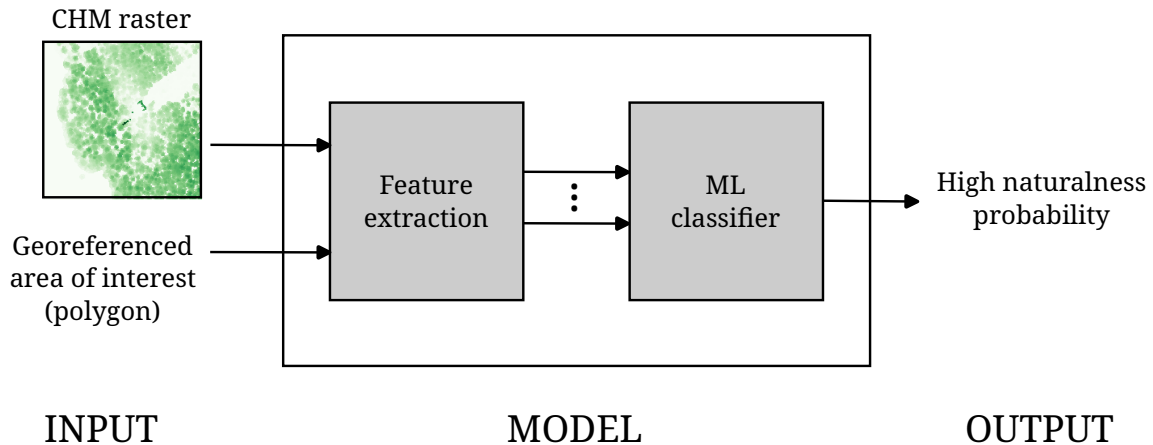 CHM raster
Georeferenced
area of interest
(polygon)
Feature
extraction
ML
classifier
High naturalness
probability
INPUT
MODEL
OUTPUT